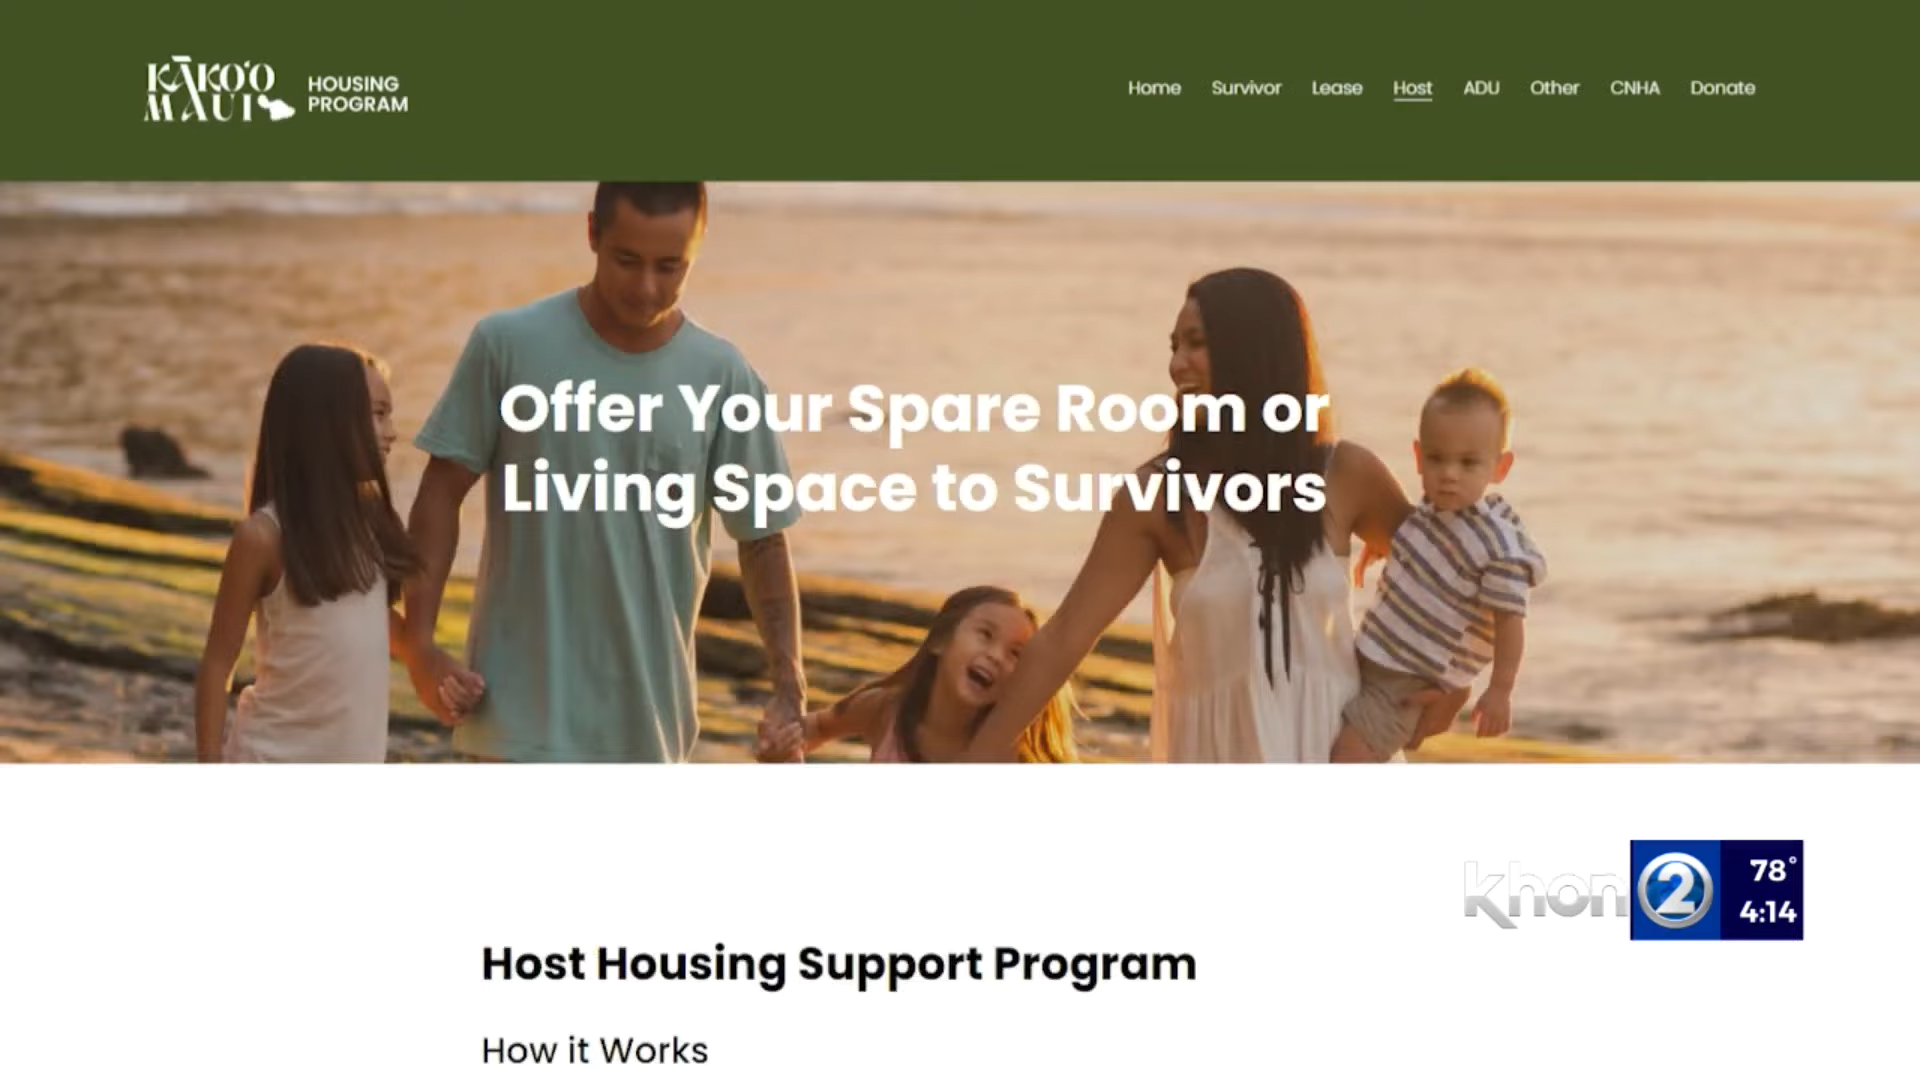 KĀKOʻO
MAUI
HOUSING
PROGRAM
Home Survivor Lease Host ADU Other CNHA Donate
Offer Your Spare Room or
Living Space to Survivors
khon 2
78°
4:14
Host Housing Support Program
How it Works